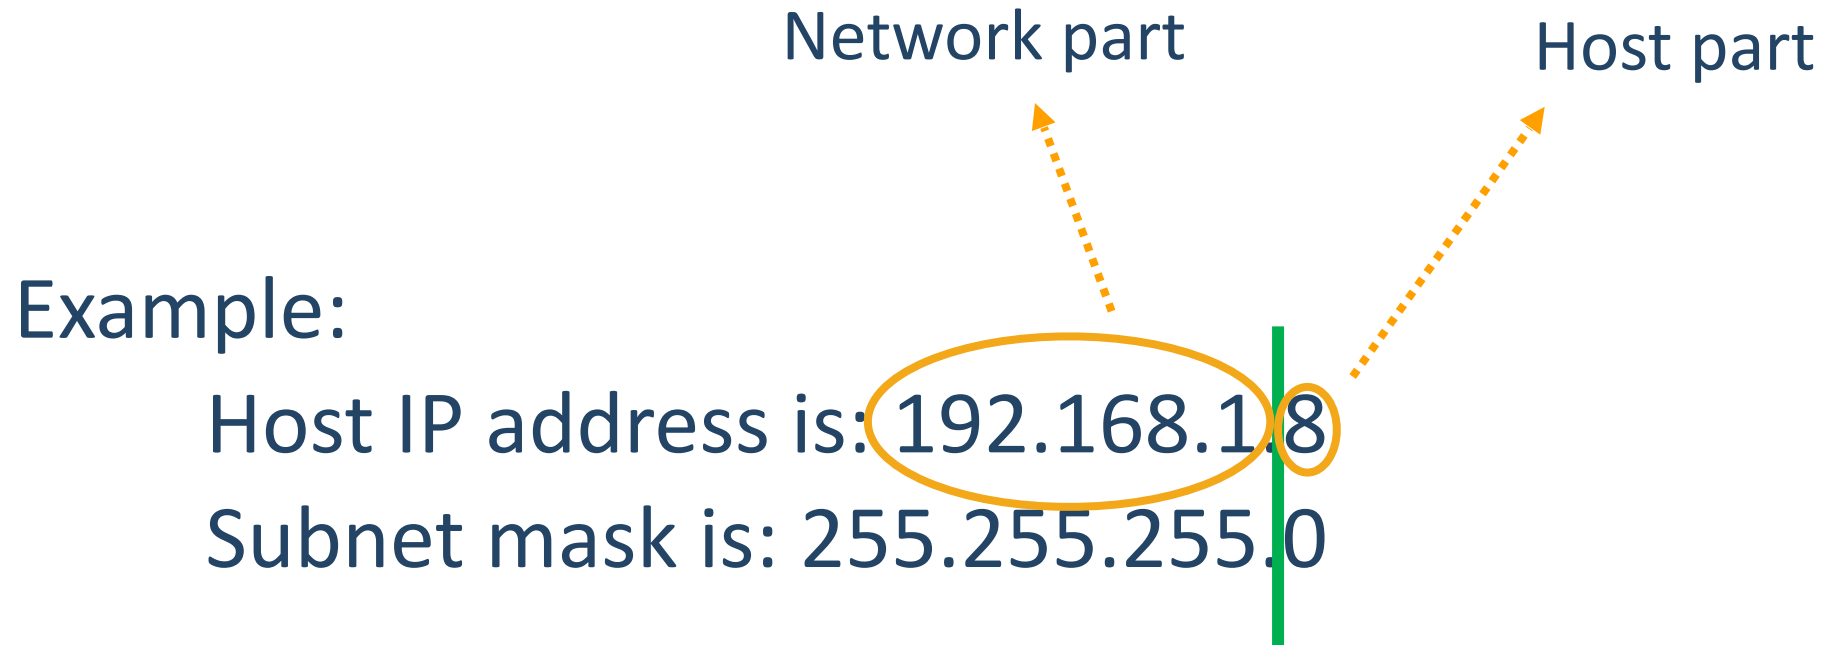 Network part
Host part
Example:
Host IP address is: 192.168.1.8
Subnet mask is: 255.255.255.0